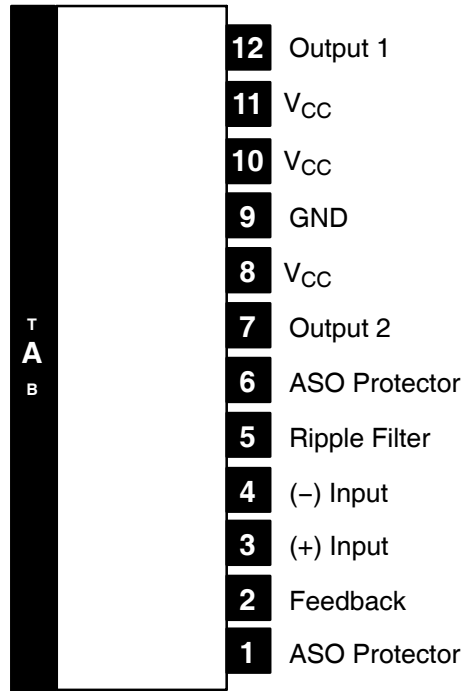 12 Output 1
11 VCC
10 VCC
9 GND
8 VCC
7 Output 2
T
A
B
6 ASO Protector
5 Ripple Filter
4 (−) Input
3 (+) Input
2 Feedback
1 ASO Protector